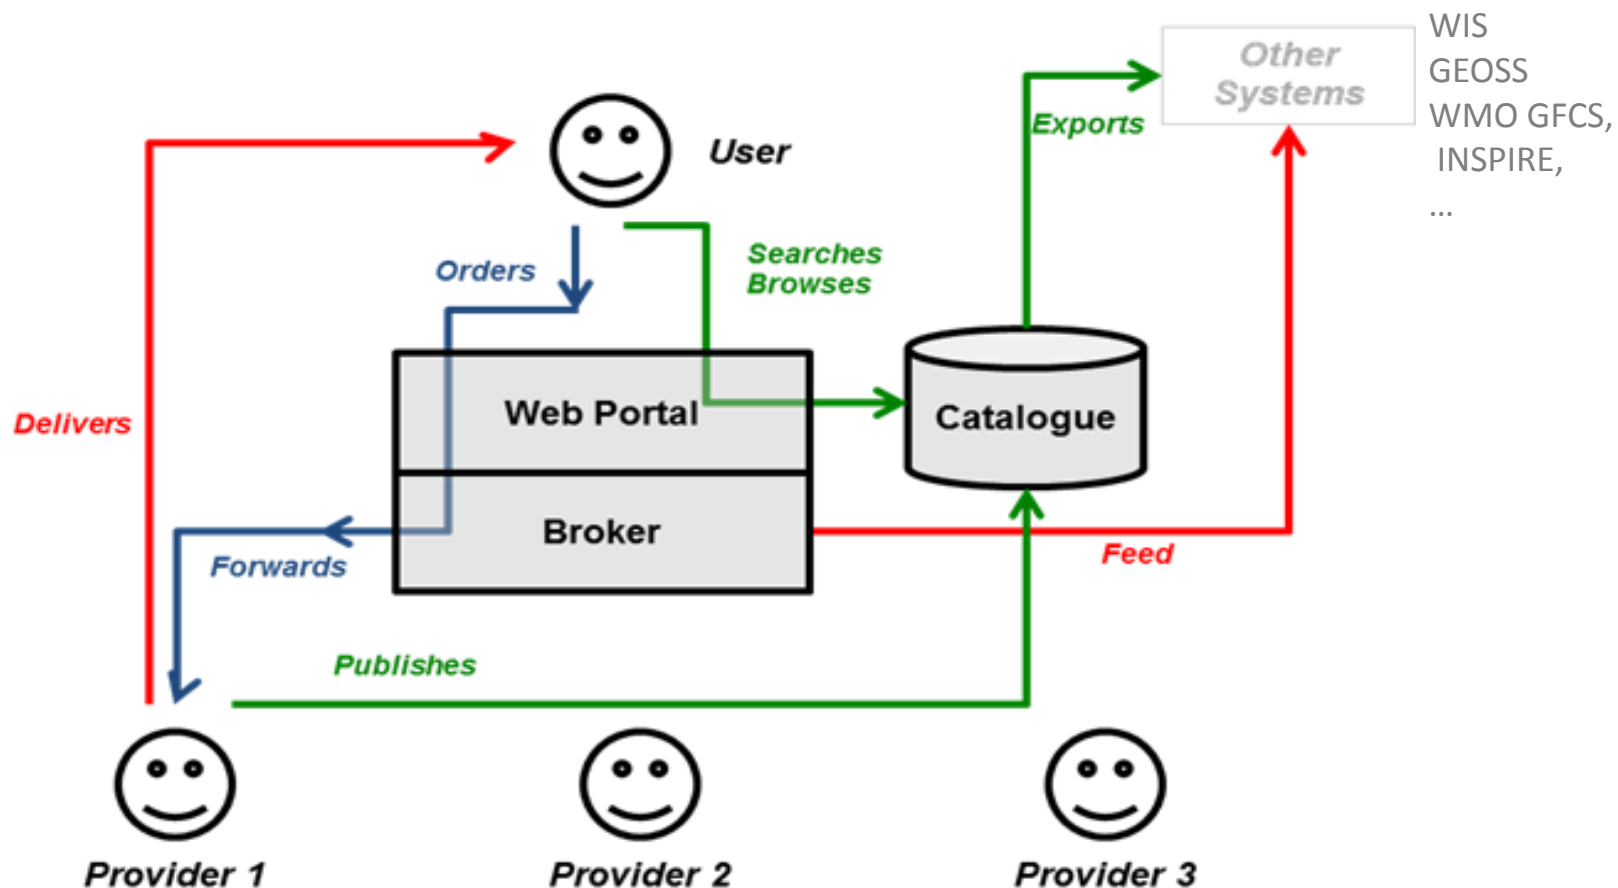 WIS
Other
Systems
GEOSS
WMO GFCS,
INSPIRE,
...
Exports
User
Searches
Browses
Orders
Delivers
Web Portal
Catalogue
Broker
Feed
Forwards
Publishes
Provider 1
Provider 2
Provider 3